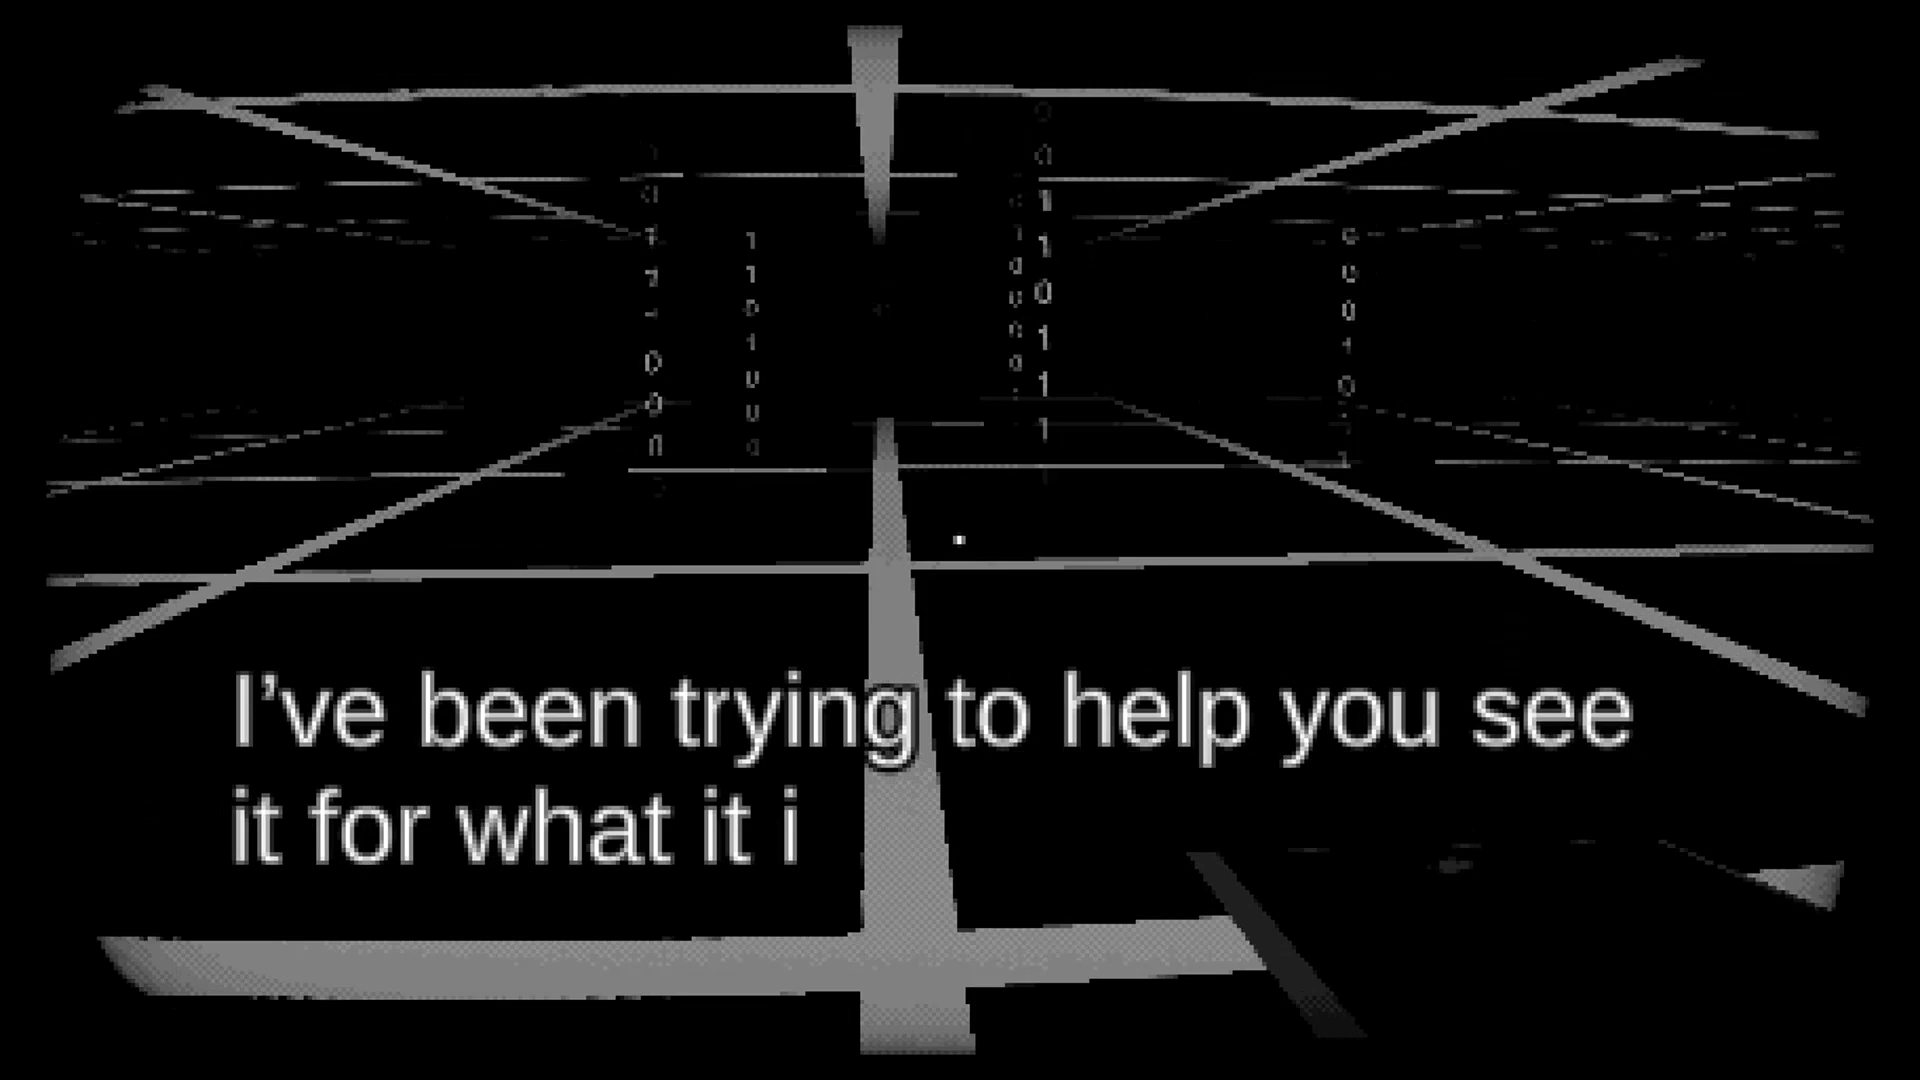 I’ve been trying to help you see
it for what it i